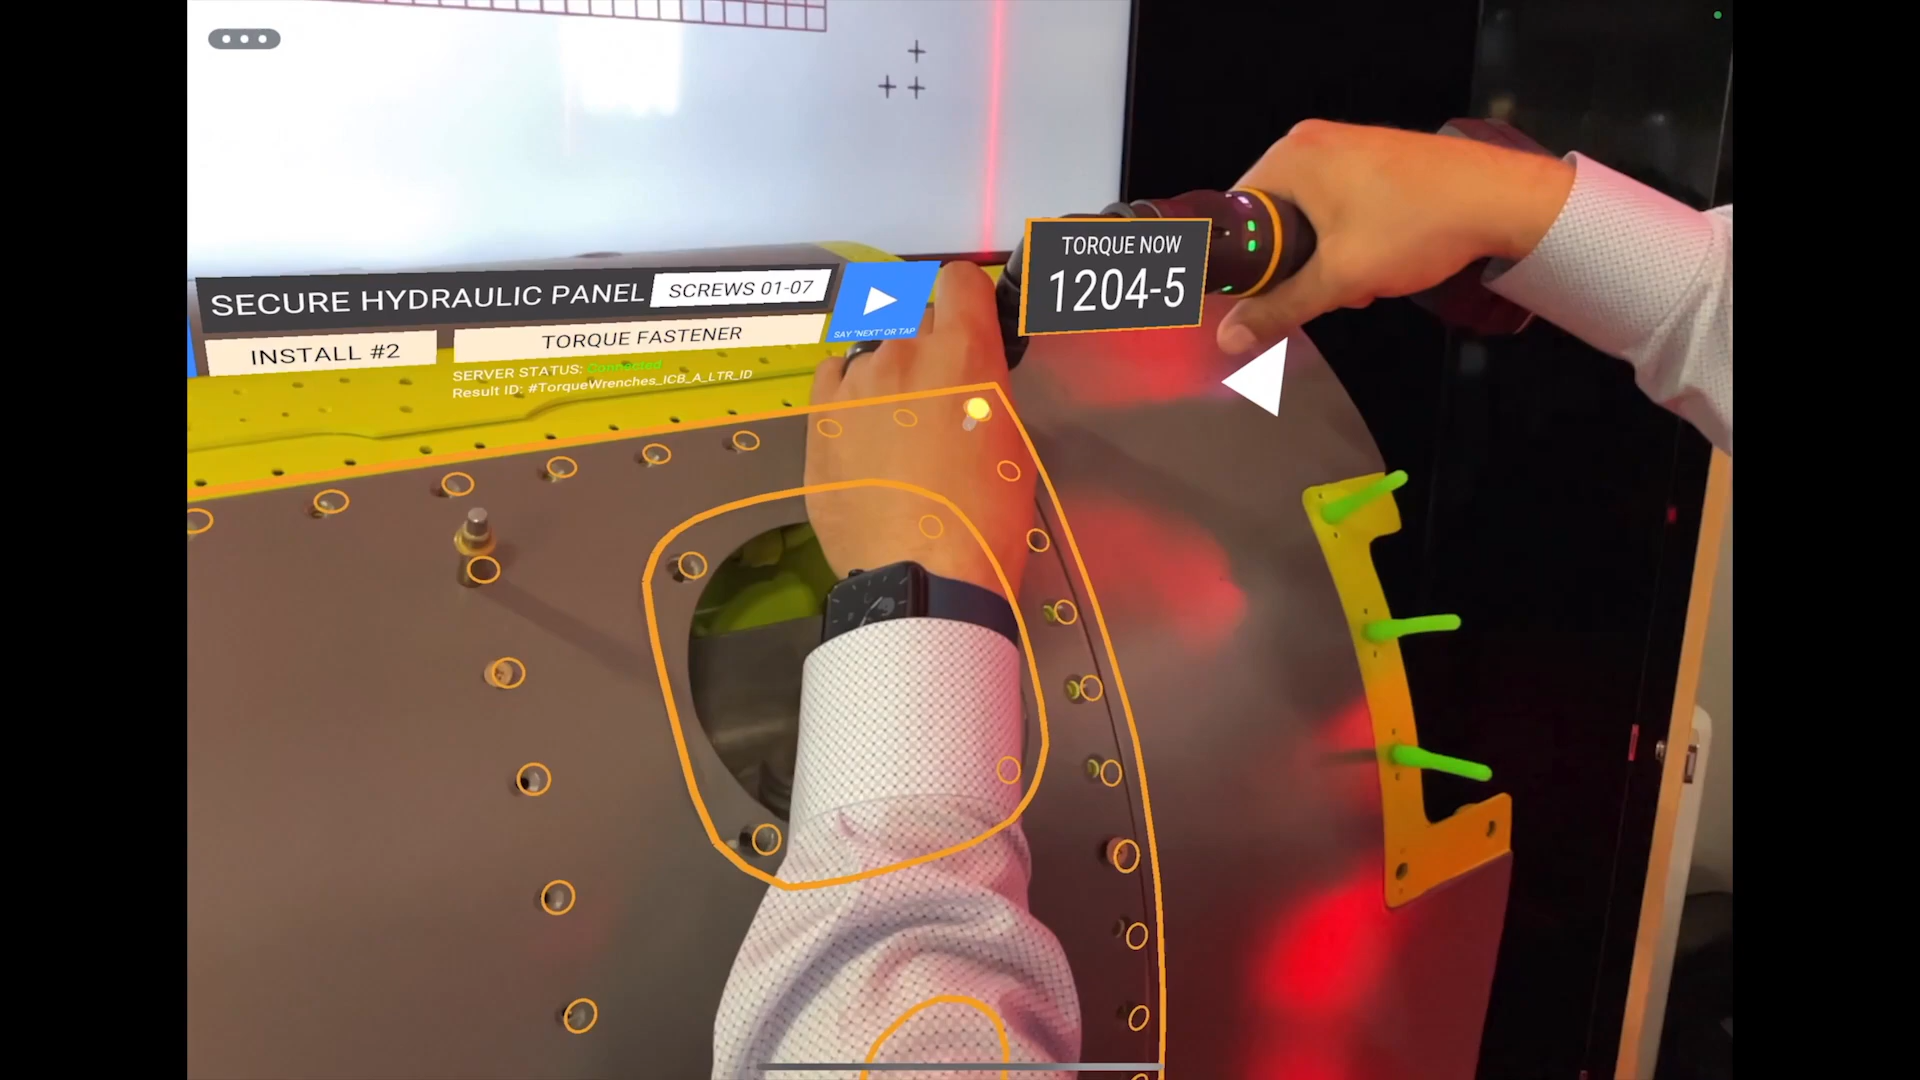 TORQUE NOW
1204-5
SECURE HYDRAULIC PANEL
SCREWS 01-07
SAY "NEXT" OR TAP
INSTALL #2
TORQUE FASTENER
SERVER STATUS: Connected
Result ID: #TorqueWrenches_ICB_A_LTR_ID